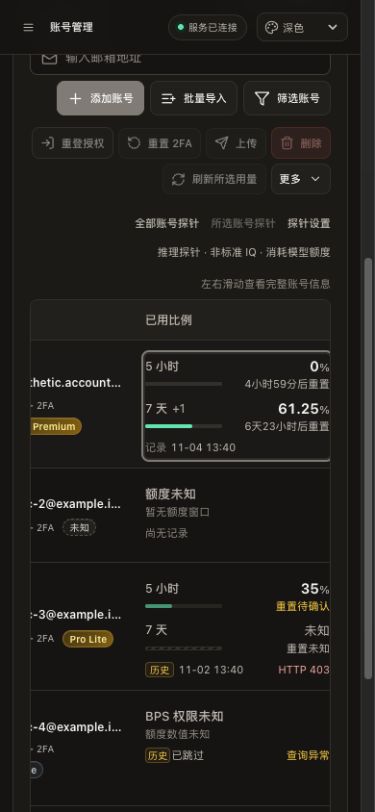 账号管理
服务已连接
深色
输入邮箱地址
添加账号
批量导入
筛选账号
重登授权
重置 2FA
上传
删除
刷新所选用量
更多
全部账号探针 所选账号探针 探针设置
推理探针 · 非标准 IQ · 消耗模型额度
左右滑动查看完整账号信息
已用比例
thetic.account...
- 2FA
Premium
5 小时 0%
4小时59分后重置
7 天 +1 61.25%
6天23小时后重置
记录 11-04 13:40
c-2@example.i...
- 2FA 未知
额度未知
暂无额度窗口
尚无记录
c-3@example.i...
- 2FA Pro Lite
5 小时 35%
重置待确认
7 天 未知
重置未知
历史 11-02 13:40 HTTP 403
c-4@example.i...
- 2FA
e
BPS 权限未知
额度数值未知
历史 已跳过 查询异常